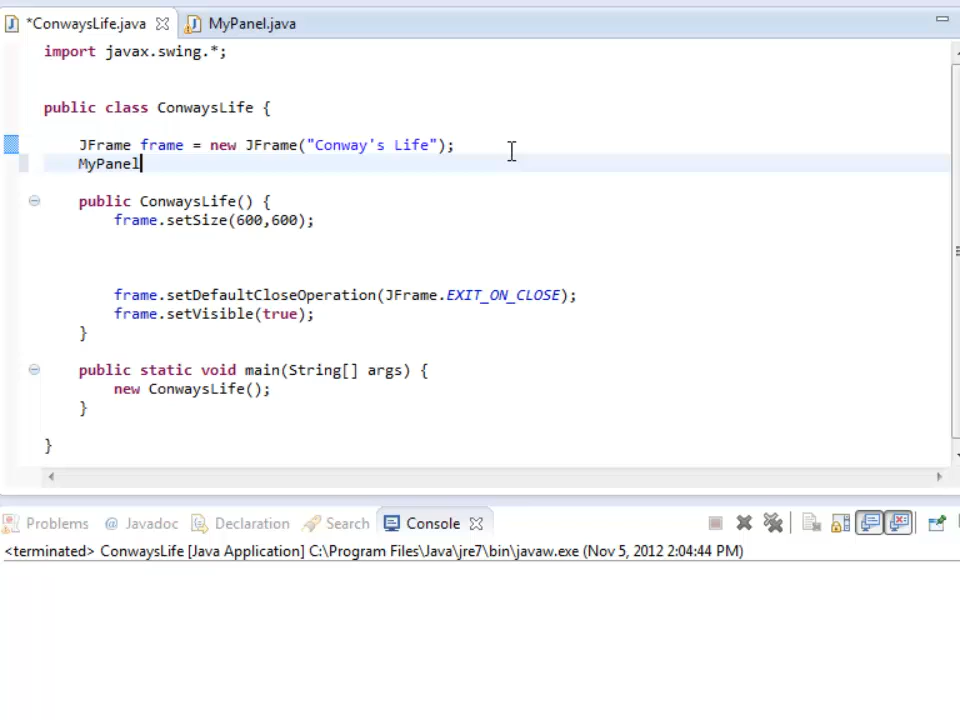 *ConwaysLife.java MyPanel.java
import javax.swing.*;
public class ConwaysLife {
JFrame frame = new JFrame("Conway's Life");
MyPanel
public ConwaysLife() {
frame.setSize(600,600);
frame.setDefaultCloseOperation(JFrame.EXIT_ON_CLOSE);
frame.setVisible(true);
}
public static void main(String[] args) {
new ConwaysLife();
}
}
Problems @ Javadoc Declaration Search Console
<terminated> ConwaysLife [Java Application] C:\Program Files\Java\jre7\bin\javaw.exe (Nov 5, 2012 2:04:44 PM)